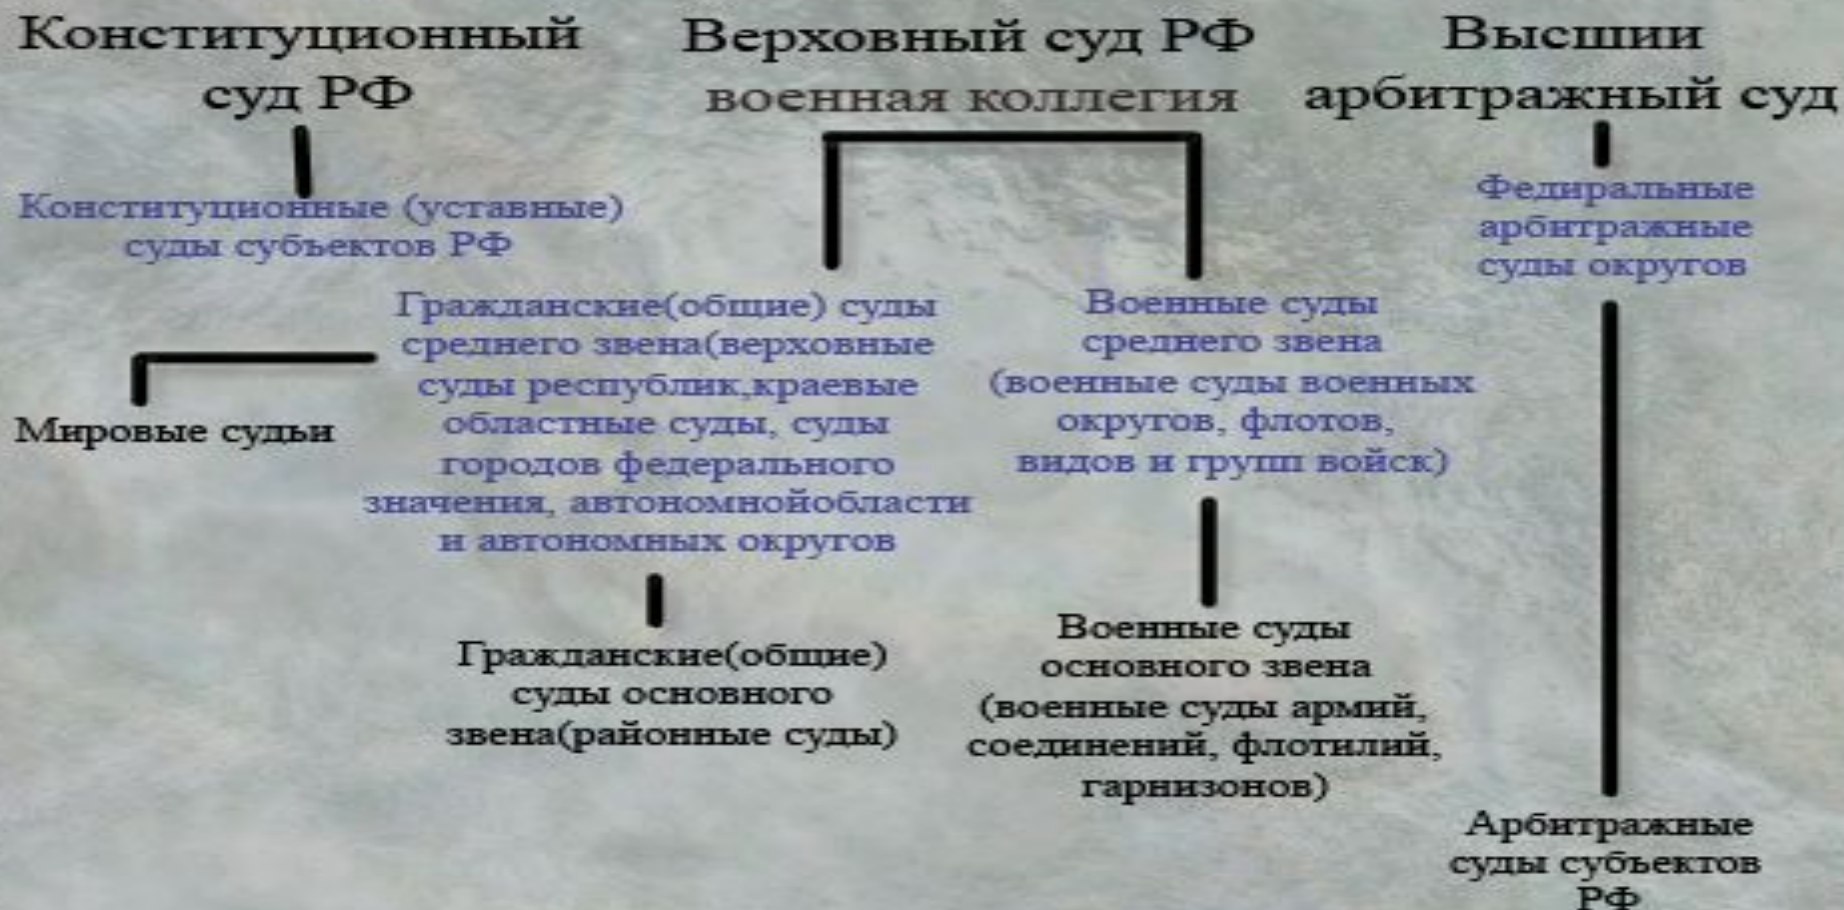 Конституционный
суд РФ
Верховный суд РФ
военная коллегия
Высшии
арбитражный суд
Конституционные (уставные)
суды субъектов РФ
Федиральные
арбитражные
суды округов
Гражданские(общие) суды
среднего звена(верховные
суды республик,краевые
областные суды, суды
городов федерального
значения, автономнойобласти
и автономных округов
Военные суды
среднего звена
(военные суды военных
округов, флотов,
видов и групп войск)
Мировые судьи
Гражданские(общие)
суды основного
звена(районные суды)
Военные суды
основного звена
(военные суды армий,
соединений, флотилий,
гарнизонов)
Арбитражные
суды субъектов
РФ